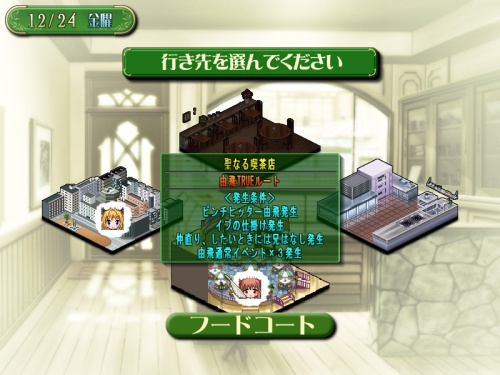 12/24 金曜
行き先を選んでください
聖なる喫茶店
由飛TRUEルート
＜発生条件＞
ピンチヒッター由飛発生
イブの仕掛け発生
仲直り、したいときには兄はなし発生
由飛通常イベント×3発生
フードコート